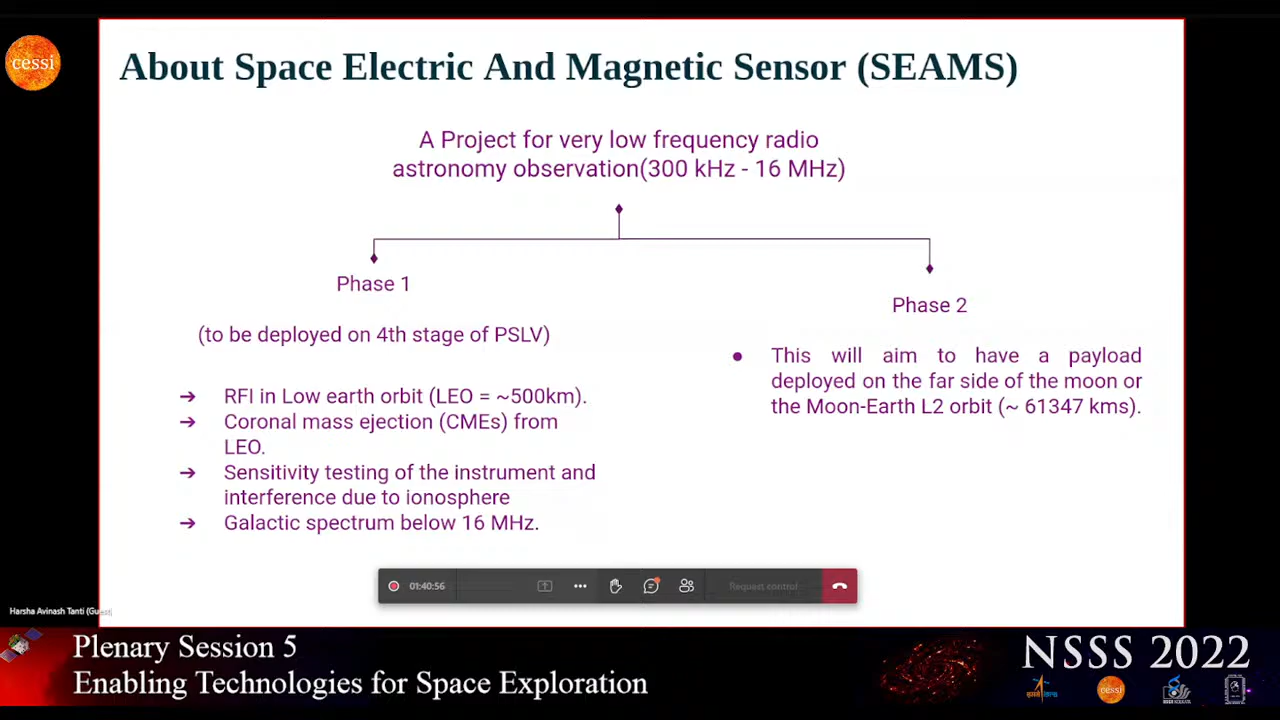 cessi
About Space Electric And Magnetic Sensor (SEAMS)
A Project for very low frequency radio
astronomy observation(300 kHz - 16 MHz)
Phase 1
(to be deployed on 4th stage of PSLV)
➔ RFI in Low earth orbit (LEO = ~500km).
➔ Coronal mass ejection (CMEs) from
LEO.
➔ Sensitivity testing of the instrument and
interference due to ionosphere
➔ Galactic spectrum below 16 MHz.
Phase 2
● This will aim to have a payload
deployed on the far side of the moon or
the Moon-Earth L2 orbit (~ 61347 kms).
01:40:56
Request control
Harsha Avinash Tanti (Guest)
Plenary Session 5
Enabling Technologies for Space Exploration
NSSS 2022
cessi